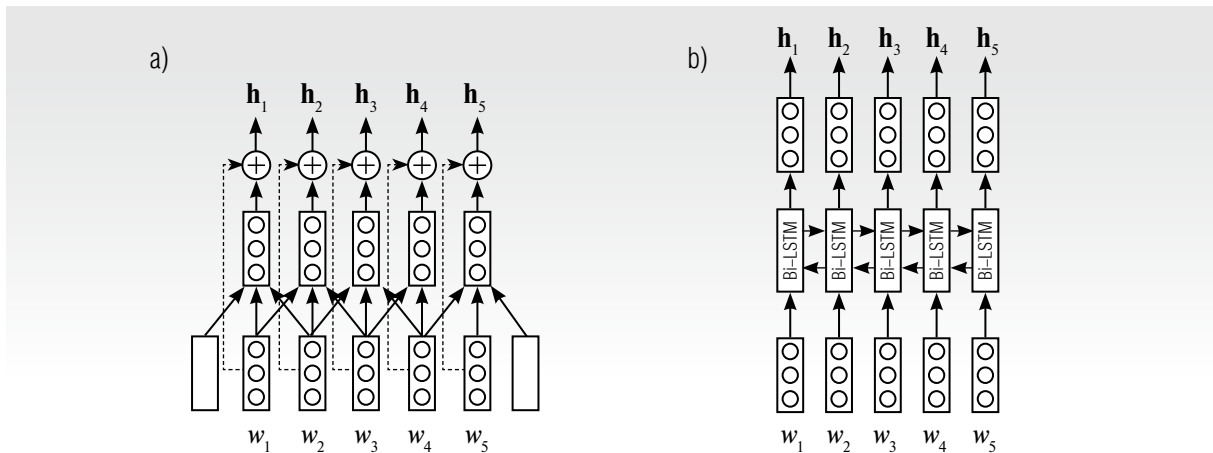 a)
h₁ h₂ h₃ h₄ h₅
+ + + + +
w₁ w₂ w₃ w₄ w₅
b)
h₁ h₂ h₃ h₄ h₅
Bi–LSTM Bi–LSTM Bi–LSTM Bi–LSTM Bi–LSTM
w₁ w₂ w₃ w₄ w₅